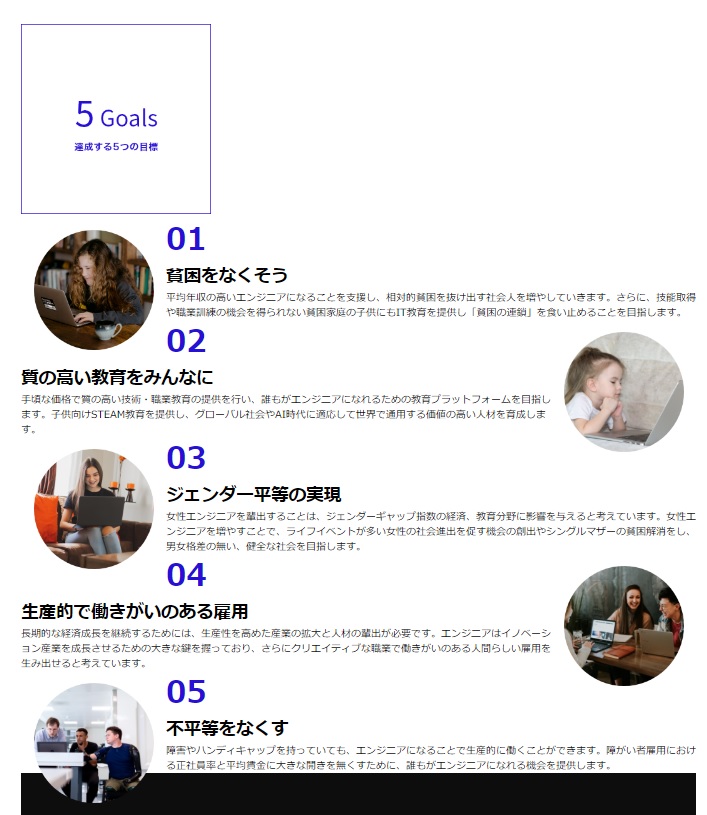 5 Goals
達成する5つの目標
01
貧困をなくそう
平均年収の高いエンジニアになることを支援し、相対的貧困を抜け出す社会人を増やしていきます。さらに、技能取得
や職業訓練の機会を得られない貧困家庭の子供にもIT教育を提供し「貧困の連鎖」を食い止めることを目指します。
02
質の高い教育をみんなに
手頃な価格で質の高い技術・職業教育の提供を行い、誰もがエンジニアになれるための教育プラットフォームを目指し
ます。子供向けSTEAM教育を提供し、グローバル社会やAI時代に適応して世界で通用する価値の高い人材を育成しま
す。
03
ジェンダー平等の実現
女性エンジニアを輩出することは、ジェンダーギャップ指数の経済、教育分野に影響を与えると考えています。女性エ
ンジニアを増やすことで、ライフイベントが多い女性の社会進出を促す機会の創出やシングルマザーの貧困解消をし、
男女格差の無い、健全な社会を目指します。
04
生産的で働きがいのある雇用
長期的な経済成長を継続するためには、生産性を高めた産業の拡大と人材の輩出が必要です。エンジニアはイノベーシ
ョン産業を成長させるための大きな鍵を握っており、さらにクリエイティブな職業で働きがいのある人間らしい雇用を
生み出せると考えています。
05
不平等をなくす
障害やハンディキャップを持っていても、エンジニアになることで生産的に働くことができます。障がい者雇用におけ
る正社員率と平均賃金に大きな開きを無くすために、誰もがエンジニアになれる機会を提供します。